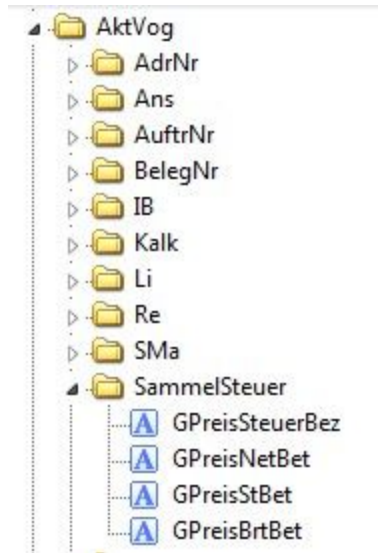 AktVog
AdrNr
Ans
AuftrNr
BelegNr
IB
Kalk
Li
Re
SMa
SammelSteuer
A GPreisSteuerBez
A GPreisNetBet
A GPreisStBet
A GPreisBrtBet